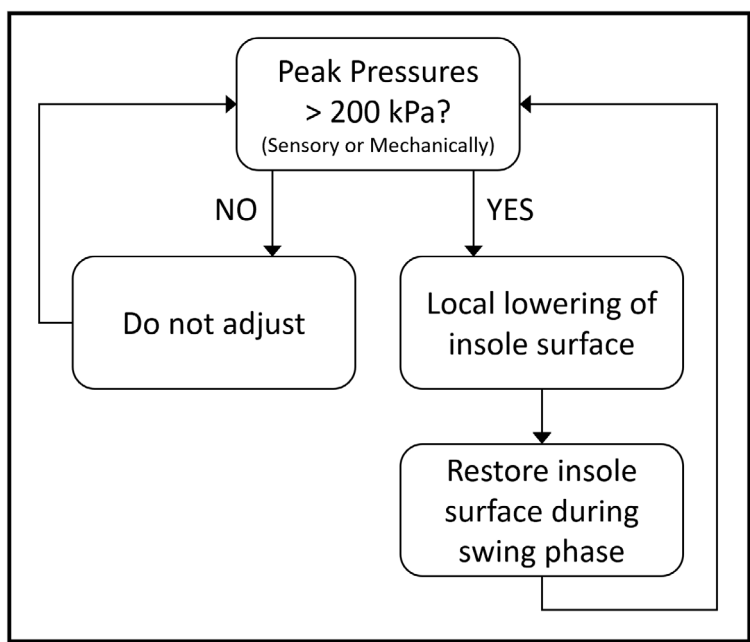 Peak Pressures
> 200 kPa?
(Sensory or Mechanically)
NO
YES
Do not adjust
Local lowering of
insole surface
Restore insole
surface during
swing phase